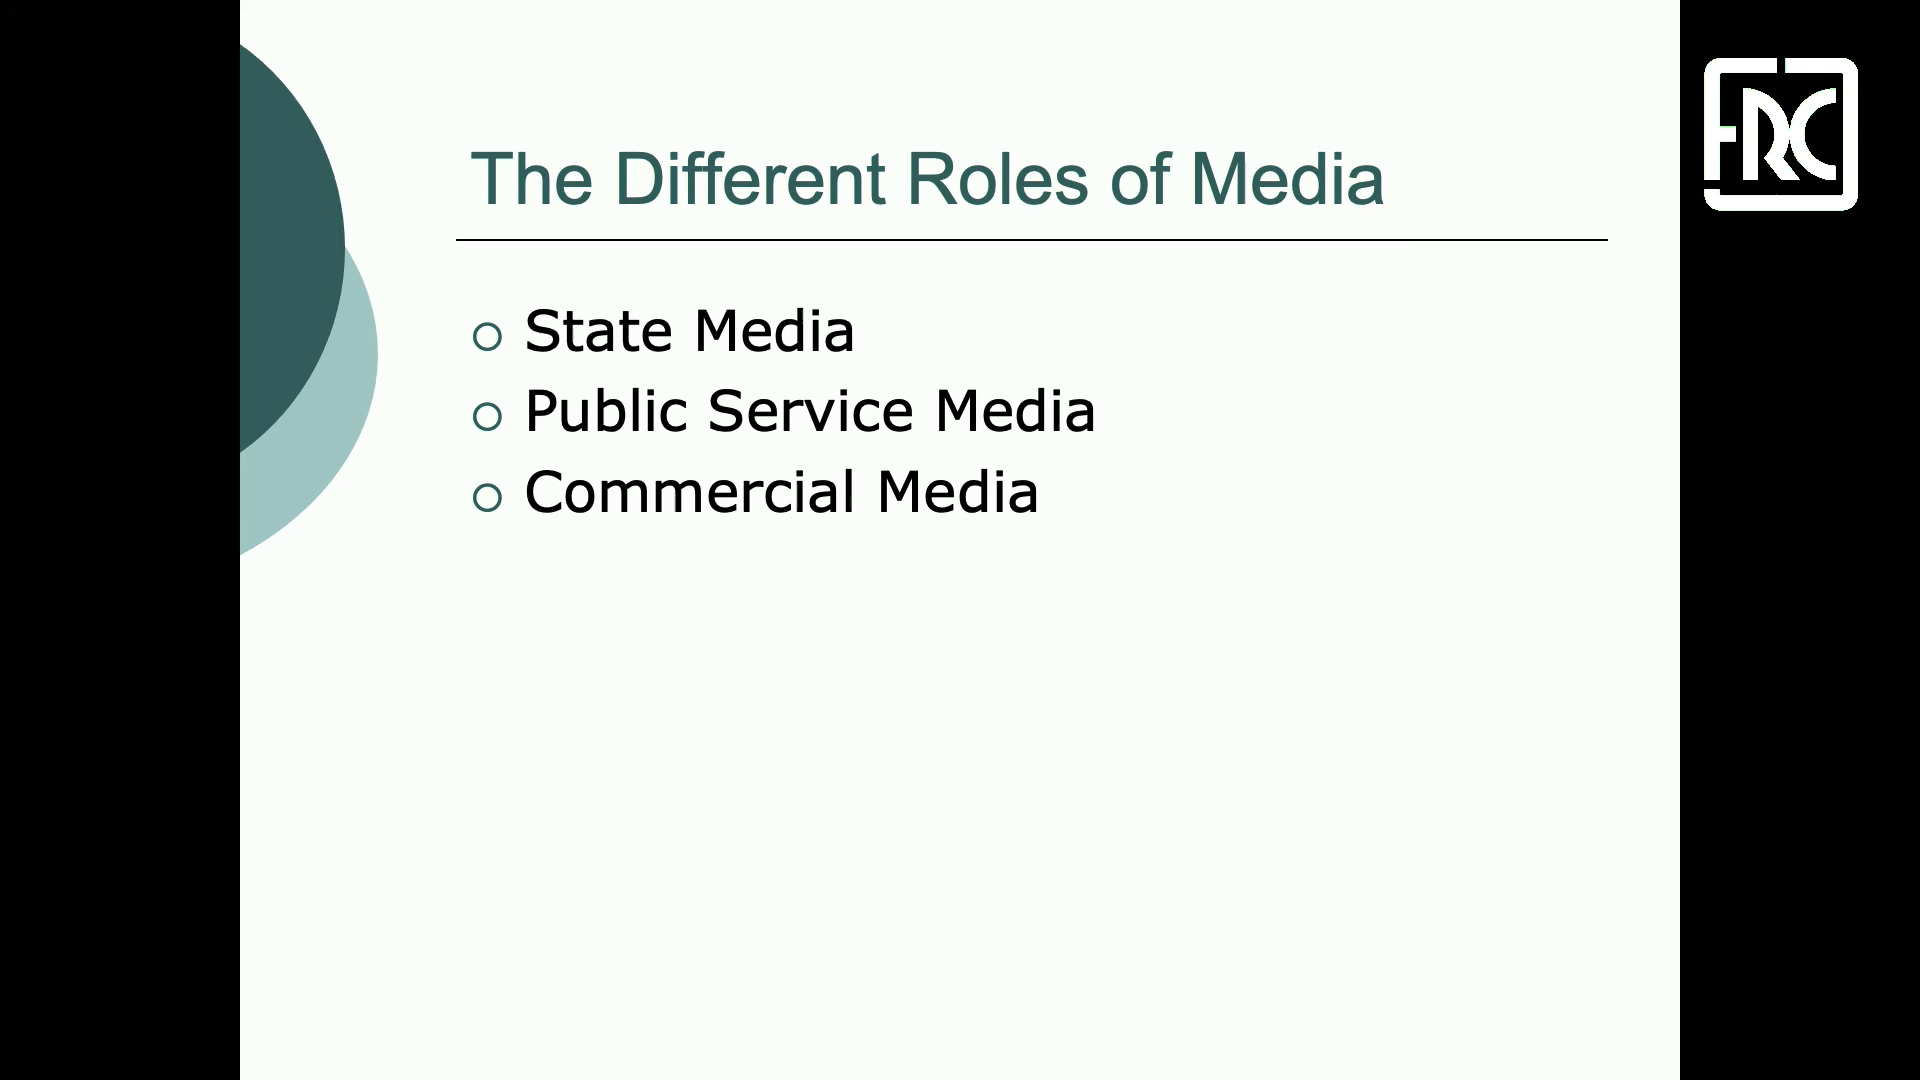 The Different Roles of Media
State Media
Public Service Media
Commercial Media
FRC